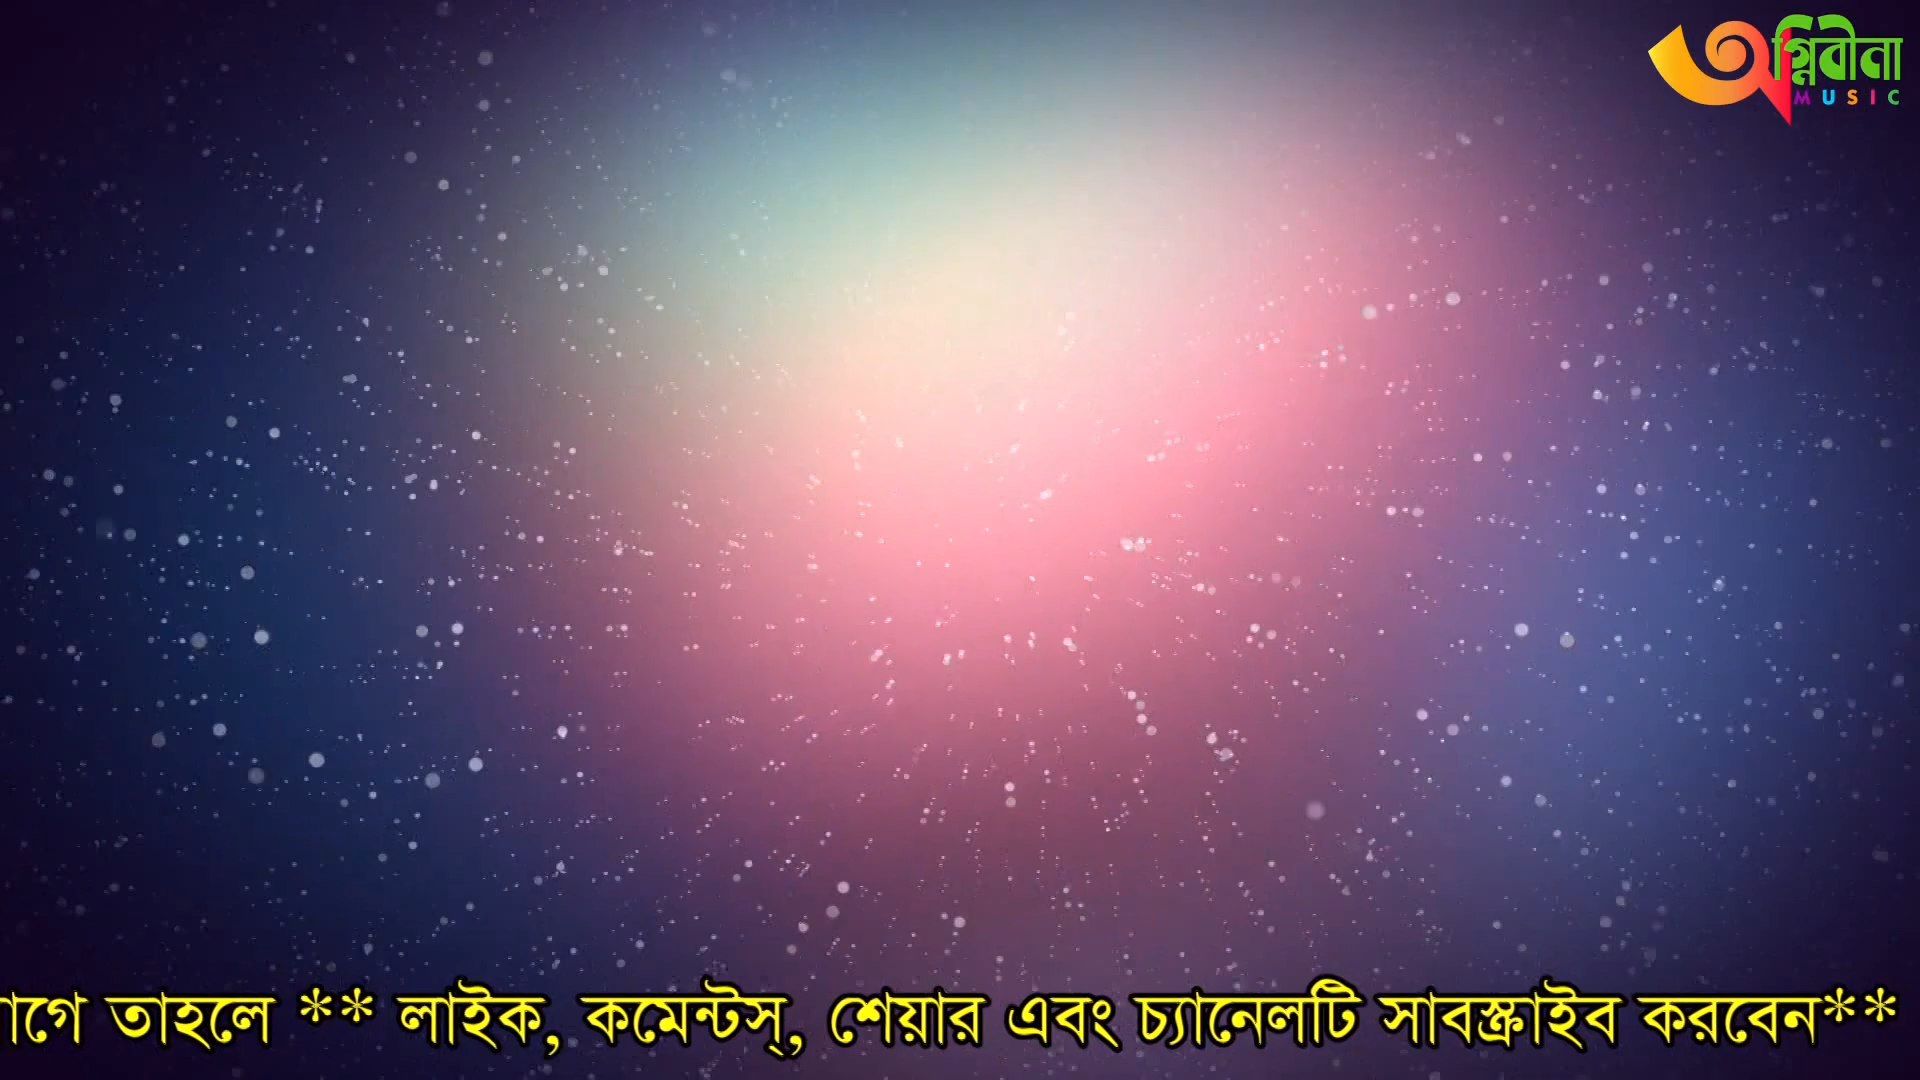 অগ্নিবীনা
MUSIC
তাহলে ** লাইক, কমেন্টস্, শেয়ার এবং চ্যানেলটি সাবস্ক্রাইব করবেন**